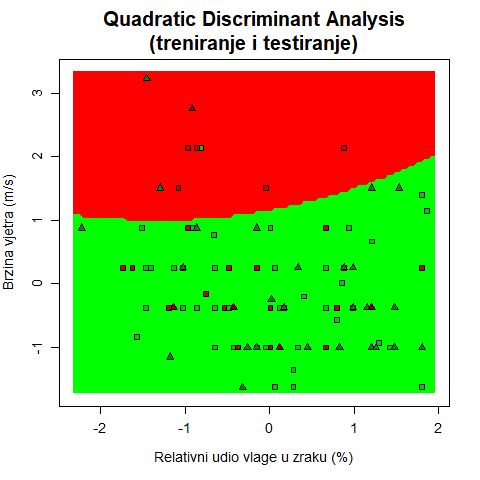 Quadratic Discriminant Analysis
(treniranje i testiranje)
Brzina vjetra (m/s)
3
2
1
0
-1
-2
-1
0
1
2
Relativni udio vlage u zraku (%)